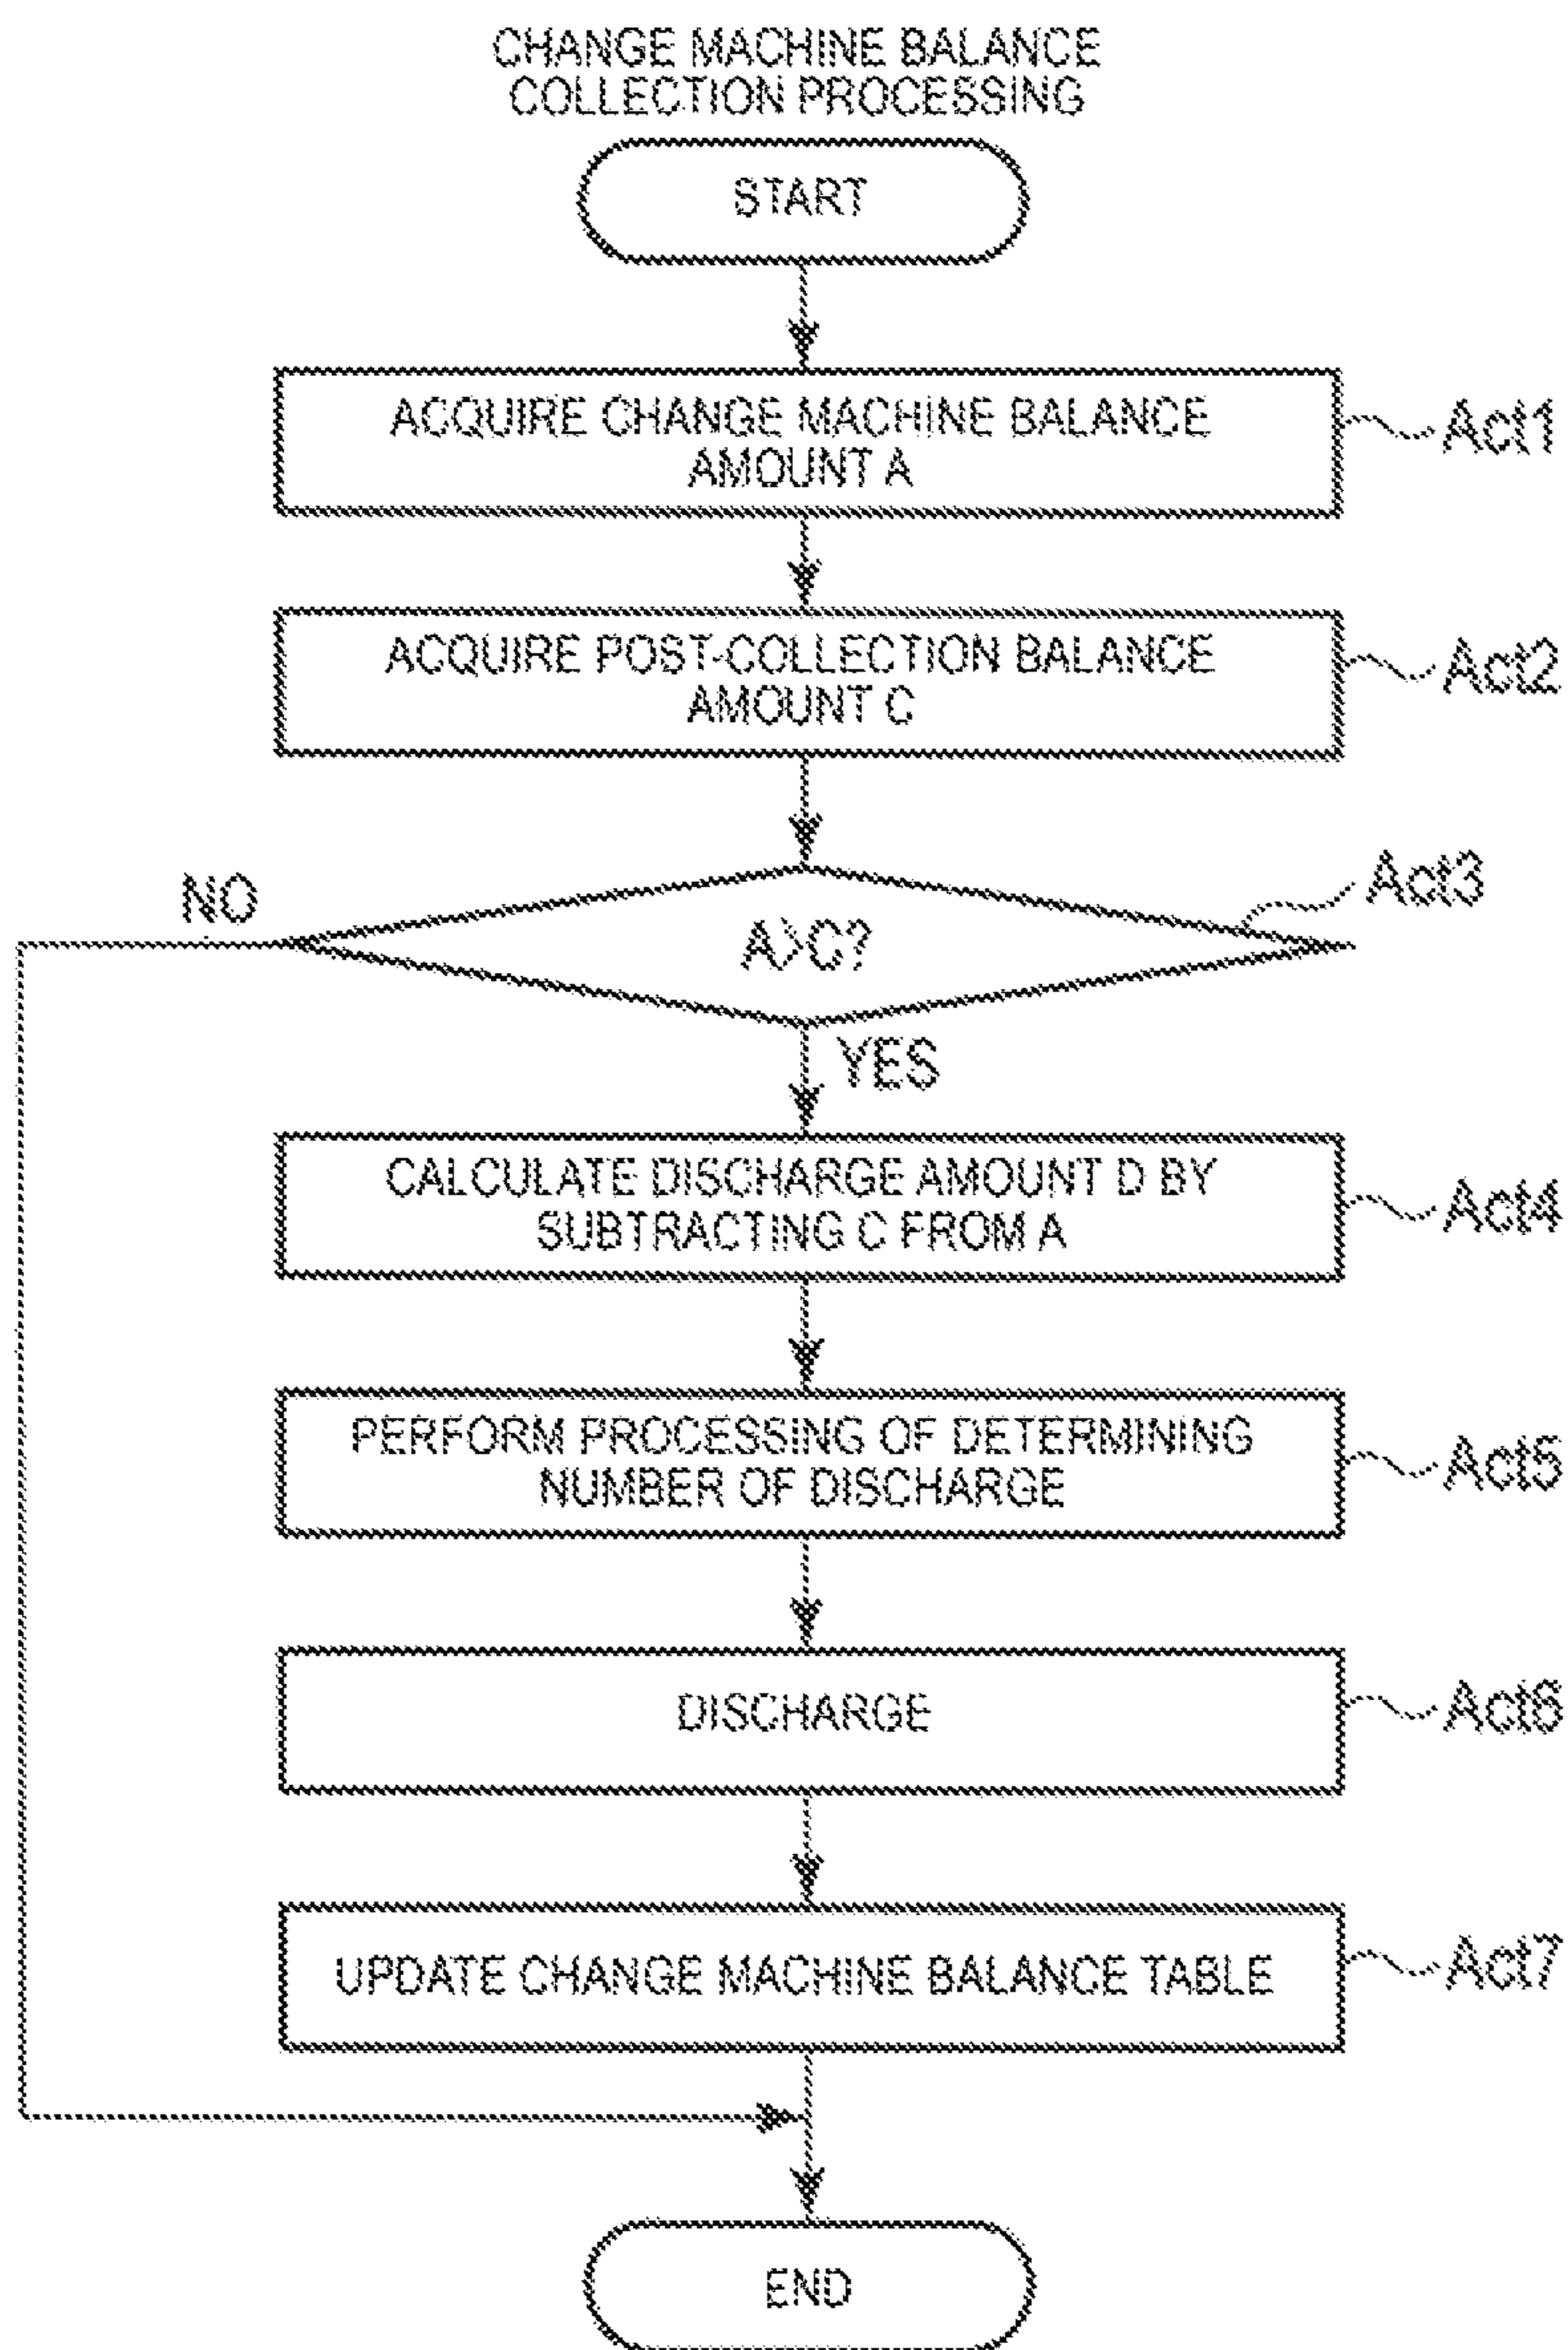 CHANGE MACHINE BALANCE
COLLECTION PROCESSING
START
ACQUIRE CHANGE MACHINE BALANCE
AMOUNT A
Act1
ACQUIRE POST-COLLECTION BALANCE
AMOUNT C
Act2
NO
A>C?
Act3
YES
CALCULATE DISCHARGE AMOUNT D BY
SUBTRACTING C FROM A
Act4
PERFORM PROCESSING OF DETERMINING
NUMBER OF DISCHARGE
Act5
DISCHARGE
Act6
UPDATE CHANGE MACHINE BALANCE TABLE
Act7
END